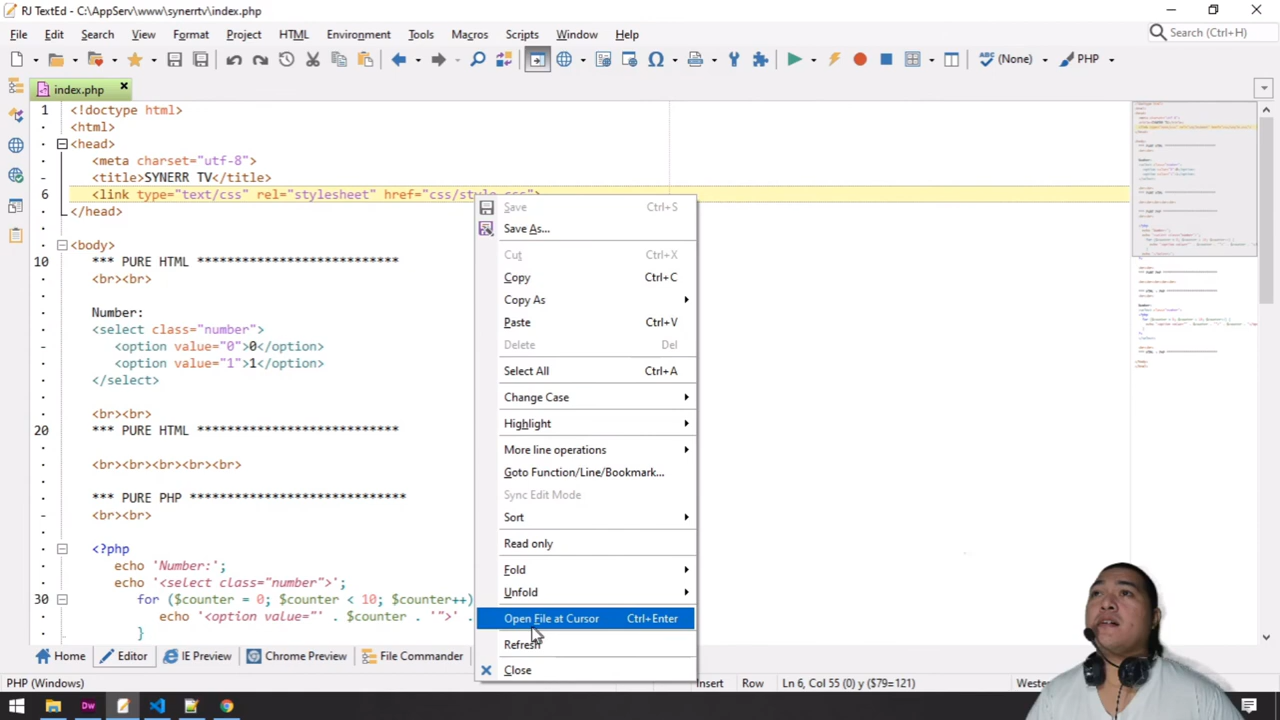 RJ TextEd - C:\AppServ\www\synerrtv\index.php
File Edit Search View Format Project HTML Environment Tools Macros Scripts Window Help Search (Ctrl+H)
ABC (None) PHP
index.php
1 <!doctype html>
<html>
<head>
<meta charset="utf-8">
<title>SYNERR TV</title>
6 <link type="text/css" rel="stylesheet" href="css/style.css">
</head>
<body>
10 *** PURE HTML ***************************
<br><br>
Number:
<select class="number">
<option value="0">0</option>
<option value="1">1</option>
</select>
<br><br>
20 *** PURE HTML ***************************
<br><br><br><br><br>
*** PURE PHP *****************************
<br><br>
<?php
echo 'Number:';
echo '<select class="number">';
30 for ($counter = 0; $counter < 10; $counter++)
echo '<option value="' . $counter . '">' .
}
Save Ctrl+S
Save As...
Cut Ctrl+X
Copy Ctrl+C
Copy As
Paste Ctrl+V
Delete Del
Select All Ctrl+A
Change Case
Highlight
More line operations
Goto Function/Line/Bookmark...
Sync Edit Mode
Sort
Read only
Fold
Unfold
Open File at Cursor Ctrl+Enter
Refresh
Close
Home Editor IE Preview Chrome Preview File Commander
PHP (Windows) Insert Row Ln 6, Col 55 (0) y ($79=121) Wester
Dw